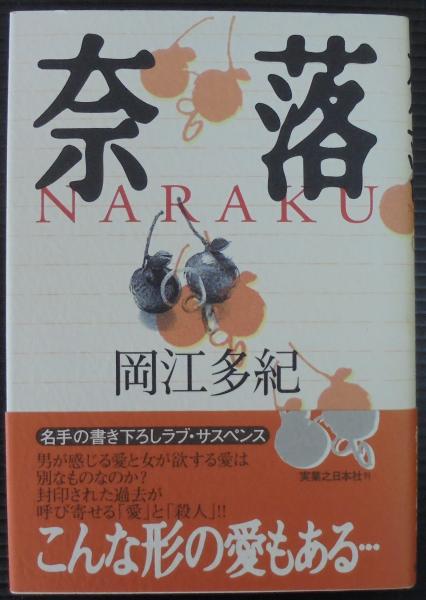 奈落
NARAKU
岡江多紀
名手の書き下ろしラブ・サスペンス
男が感じる愛と女が欲する愛は
別なものなのか?
封印された過去が
呼び寄せる「愛」と「殺人」!!
こんな形の愛もある…
実業之日本社刊